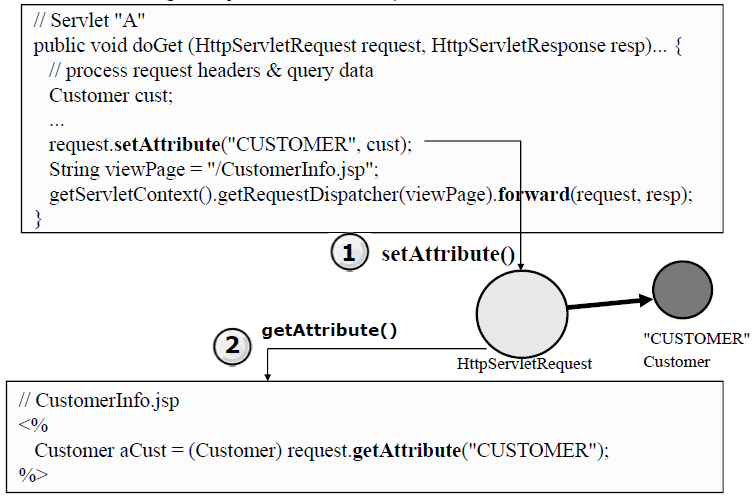 // Servlet "A"
public void doGet (HttpServletRequest request, HttpServletResponse resp)... {
// process request headers & query data
Customer cust;
...
request.setAttribute("CUSTOMER", cust);
String viewPage = "/CustomerInfo.jsp";
getServletContext().getRequestDispatcher(viewPage).forward(request, resp);
}
1 setAttribute()
2 getAttribute()
HttpServletRequest
"CUSTOMER"
Customer
// CustomerInfo.jsp
<%
Customer aCust = (Customer) request.getAttribute("CUSTOMER");
%>